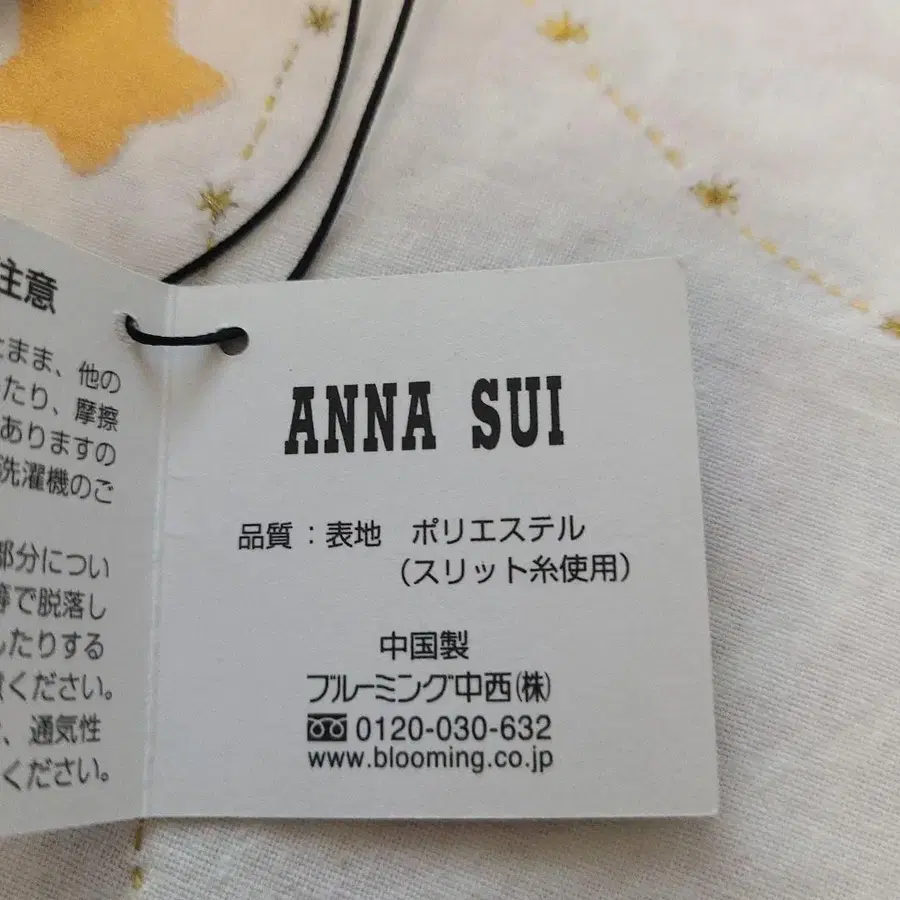 注意
まま、他の
たり、摩擦
ありますの
洗濯機のご
部分につい
等で脱落し
したりする
ください。
、通気性
ください。
ANNA SUI
品質：表地　ポリエステル
（スリット糸使用）
中国製
ブルーミング中西(株)
0120-030-632
www.blooming.co.jp